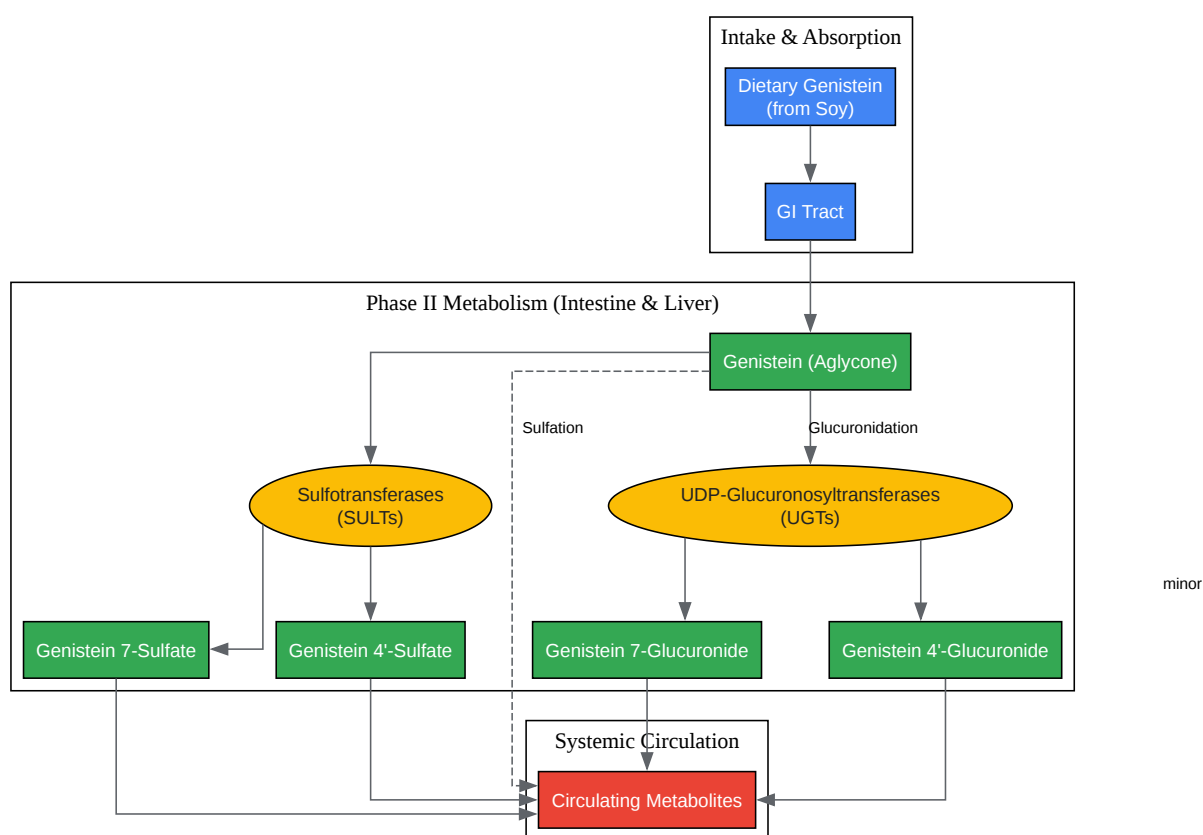 Intake & Absorption
Dietary Genistein
(from Soy)
GI Tract
Phase II Metabolism (Intestine & Liver)
Genistein (Aglycone)
Sulfation
Glucuronidation
Sulfotransferases
(SULTs)
UDP-Glucuronosyltransferases
(UGTs)
minor
Genistein 7-Sulfate
Genistein 4'-Sulfate
Genistein 7-Glucuronide
Genistein 4'-Glucuronide
Systemic Circulation
Circulating Metabolites